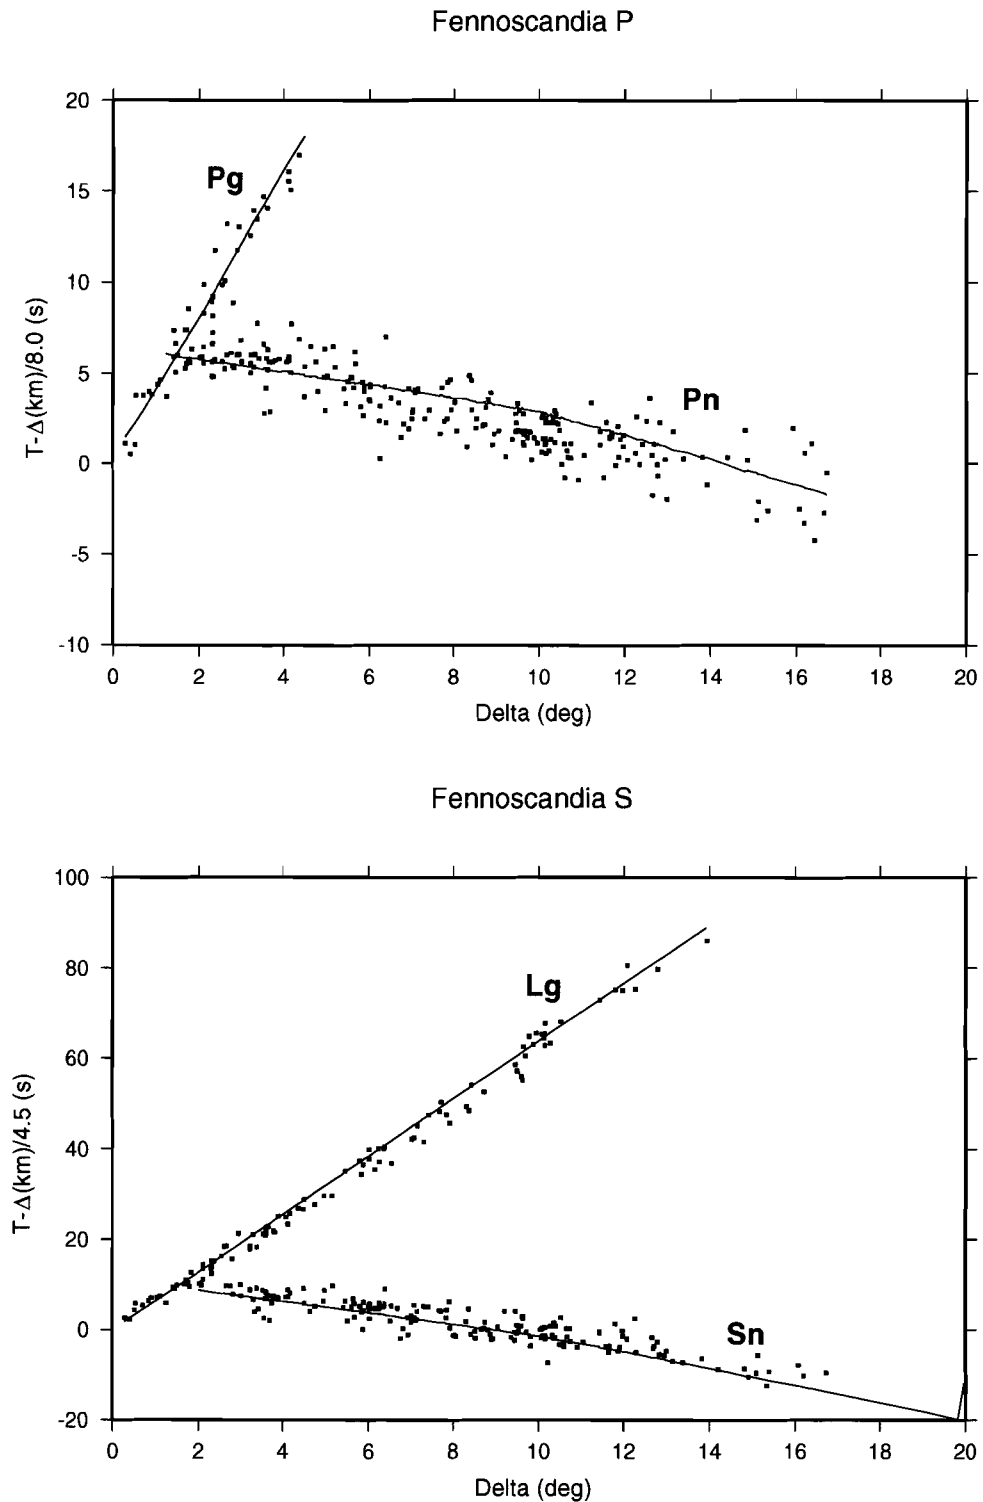 Fennoscandia P
20
15
10
5
0
-5
-10
T-Δ(km)/8.0 (s)
Pg
Pn
0 2 4 6 8 10 12 14 16 18 20
Delta (deg)
Fennoscandia S
100
80
60
40
20
0
-20
T-Δ(km)/4.5 (s)
Lg
Sn
0 2 4 6 8 10 12 14 16 18 20
Delta (deg)